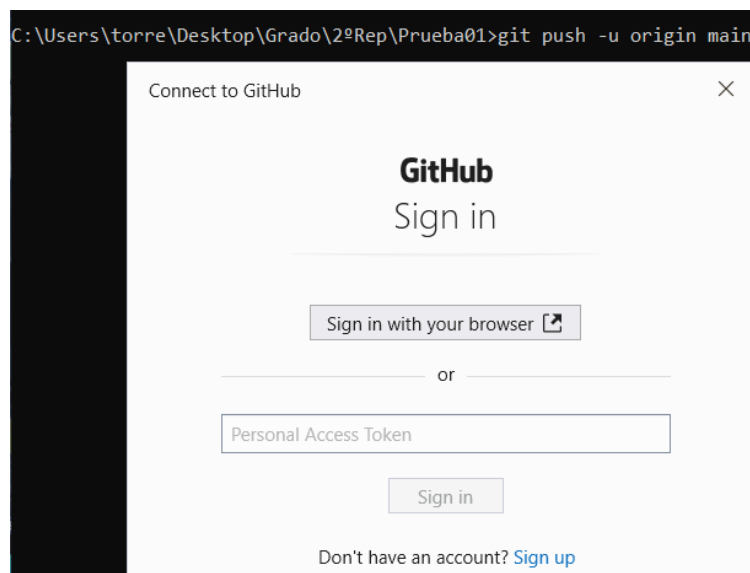 C:\Users\torre\Desktop\Grado\2ºRep\Prueba01>git push -u origin main
Connect to GitHub
GitHub
Sign in
Sign in with your browser
or
Personal Access Token
Sign in
Don't have an account? Sign up